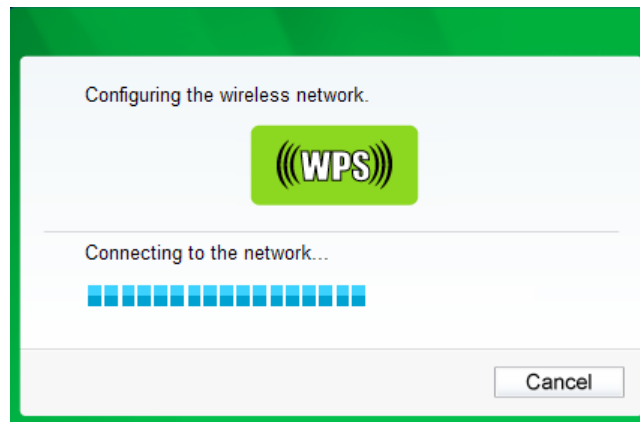 Configuring the wireless network.
(((WPS)))
Connecting to the network...
Cancel